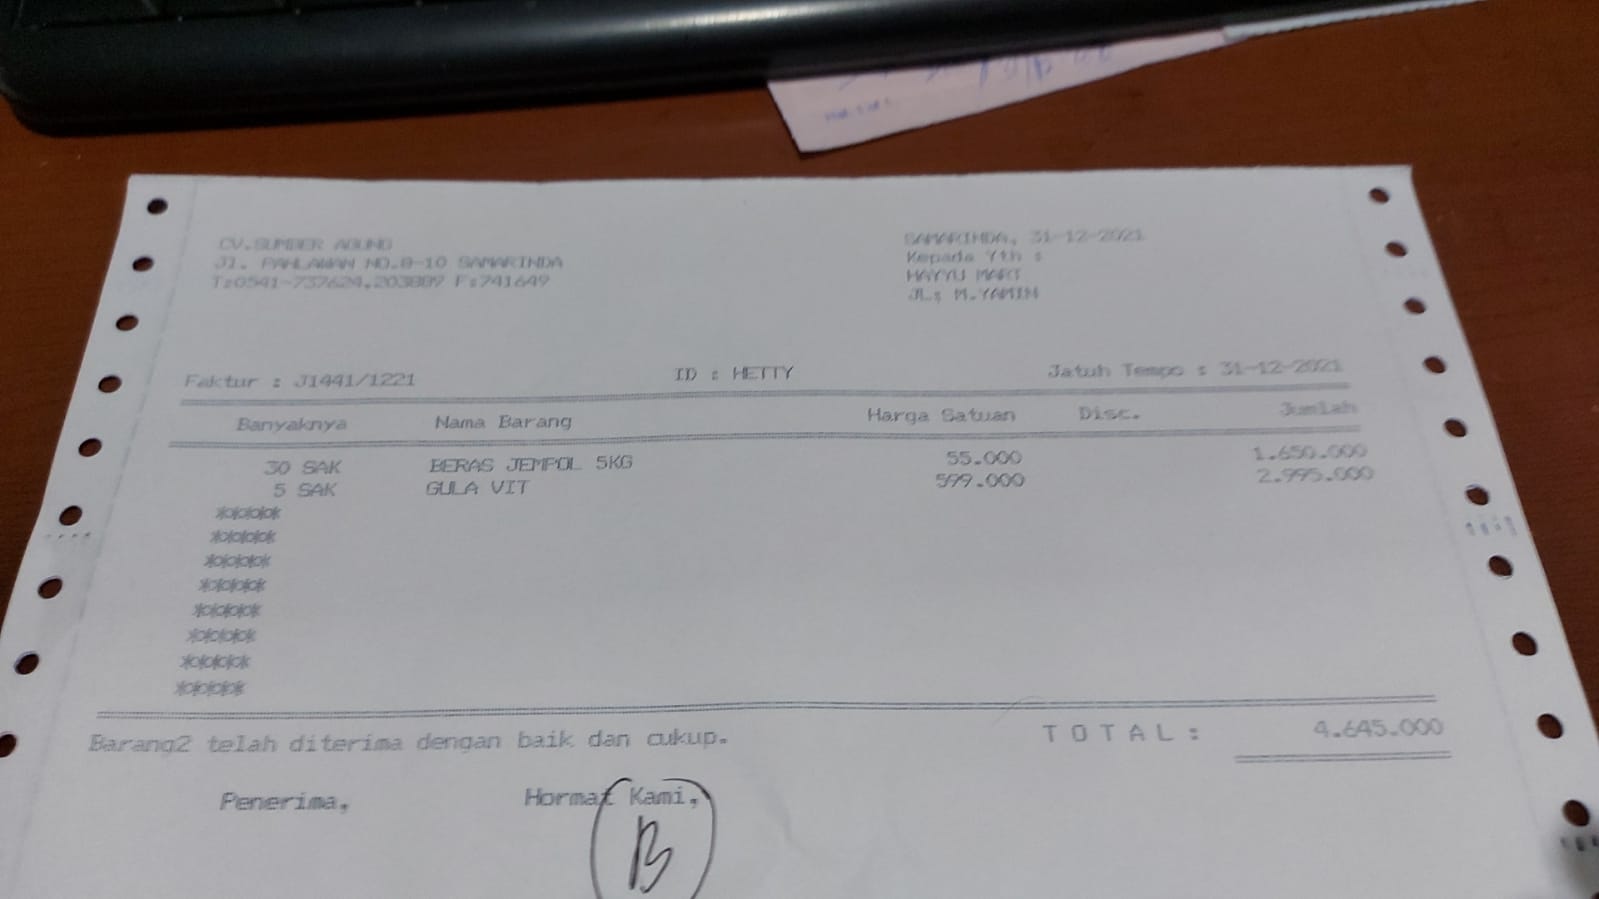 CV.SUMBER AGUNG
Jl. PAHLAWAN NO.8-10 SAMARINDA
T:0541-737624,203889 F:741649
SAMARINDA, 31-12-2021
Kepada Yth :
HAYYU MART
JL: M.YAMIN
Faktur : J1441/1221 ID : HETTY Jatuh Tempo : 31-12-2021
Banyaknya Nama Barang Harga Satuan Disc. Jumlah
30 SAK BERAS JEMPOL 5KG 55.000 1.650.000
5 SAK GULA VIT 599.000 2.995.000
*****
*****
*****
*****
*****
*****
*****
*****
Barang2 telah diterima dengan baik dan cukup. TOTAL: 4.645.000
Penerima, Hormat Kami,
B